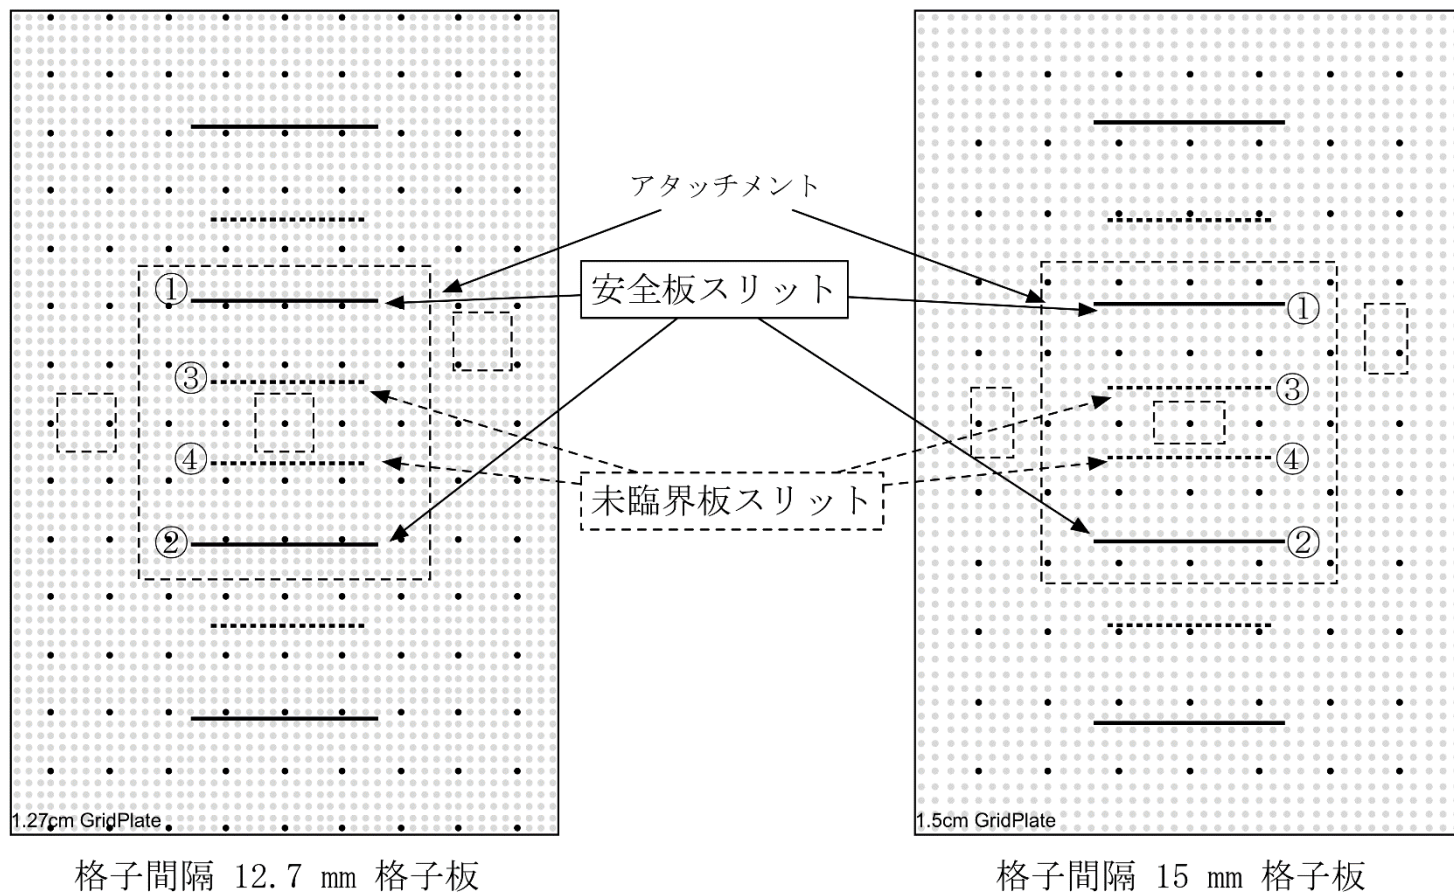 アタッチメント
① 安全板スリット ①
③ ③
④ 未臨界板スリット ④
② ②
1.27cm GridPlate 1.5cm GridPlate
格子間隔 12.7 mm 格子板 格子間隔 15 mm 格子板